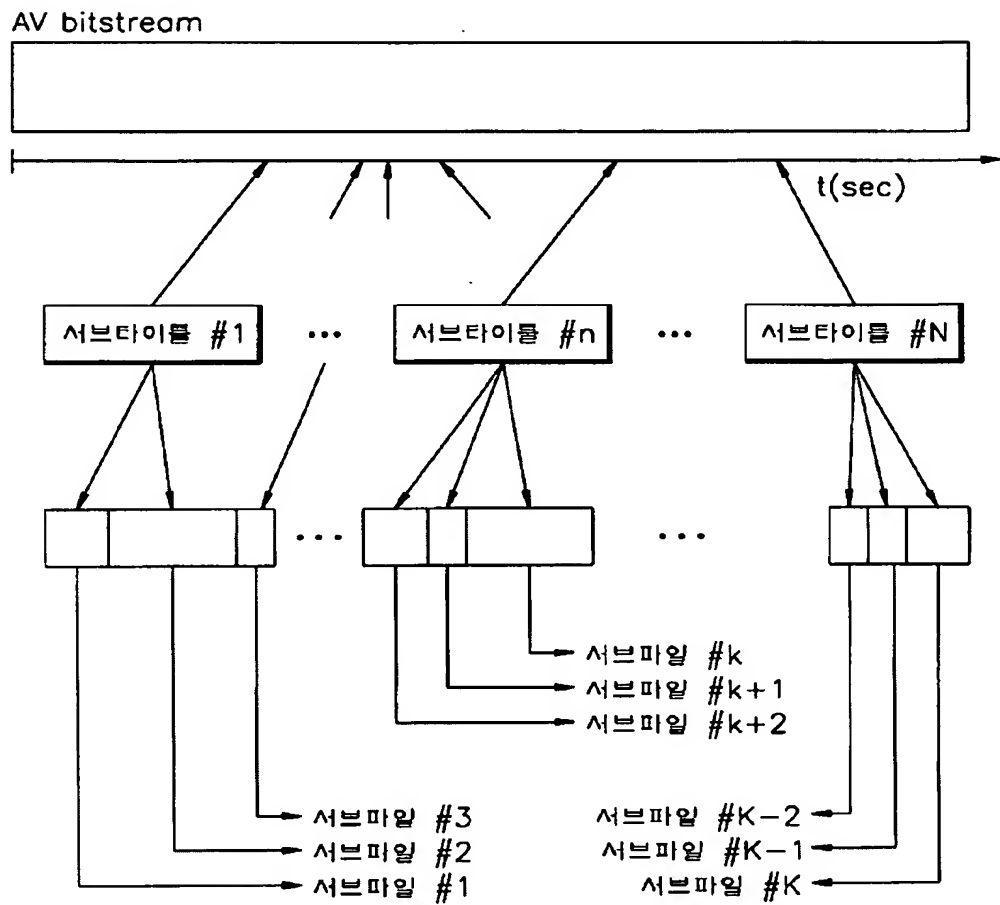 AV bitstream
t(sec)
서브타이틀 #1
...
서브타이틀 #n
...
서브타이틀 #N
...
...
서브파일 #k
서브파일 #k+1
서브파일 #k+2
서브파일 #3
서브파일 #2
서브파일 #1
서브파일 #K-2
서브파일 #K-1
서브파일 #K